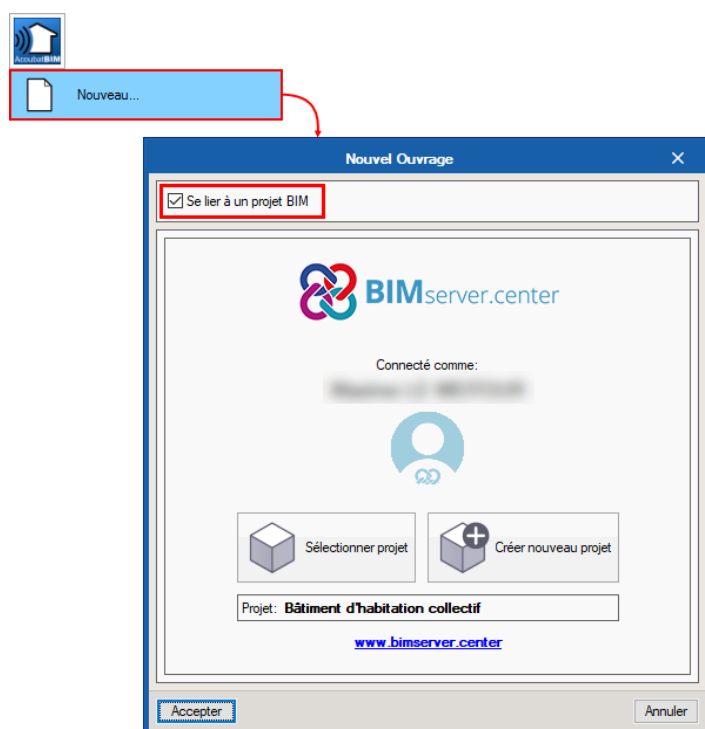 AcoubatBIM
Nouveau...
Nouvel Ouvrage
Se lier à un projet BIM
BIMserver.center
Connecté comme:
Sélectionner projet
Créer nouveau projet
Projet: Bâtiment d'habitation collectif
www.bimserver.center
Accepter
Annuler